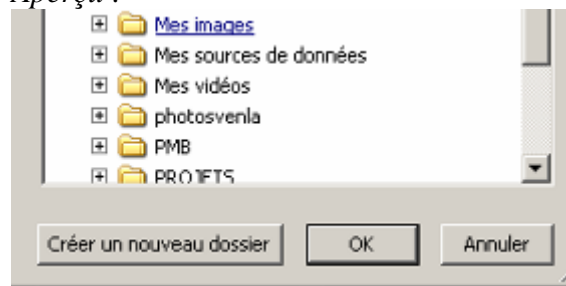 Aperçu :
Mes images
Mes sources de données
Mes vidéos
photosvenla
PMB
PROJETS
Créer un nouveau dossier OK Annuler